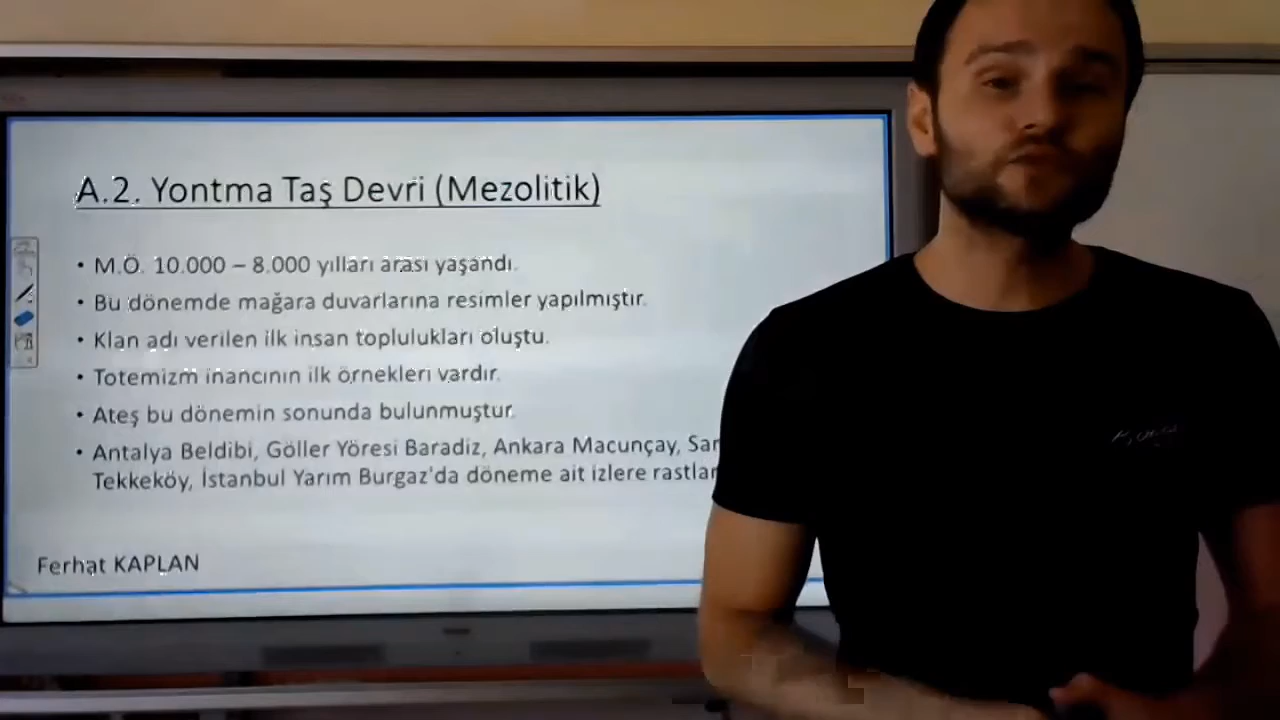 A.2. Yontma Taş Devri (Mezolitik)
• M.Ö. 10.000 – 8.000 yılları arası yaşandı.
• Bu dönemde mağara duvarlarına resimler yapılmıştır.
• Klan adı verilen ilk insan toplulukları oluştu.
• Totemizm inancının ilk örnekleri vardır.
• Ateş bu dönemin sonunda bulunmuştur.
• Antalya Beldibi, Göller Yöresi Baradiz, Ankara Macunçay,
Tekkeköy, İstanbul Yarım Burgaz'da döneme ait izlere
Ferhat KAPLAN